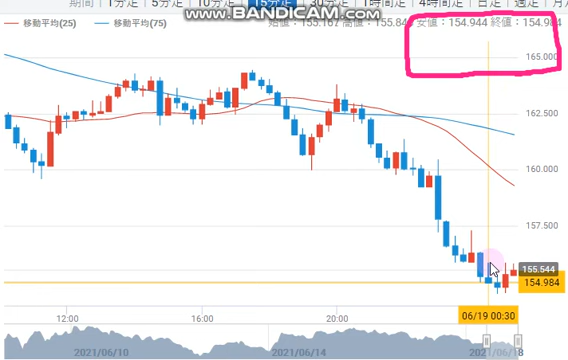 期間 1分足 5分足 10分足 15分足 30分足 1時間足 4時間足 日足 週足
www.BANDICAM.com
移動平均(25) 移動平均(75) 始値: 155.167 高値: 安値: 154.944 終値: 154.984
165.000
162.500
160.000
157.500
155.544
154.984
06/19 00:30
12:00 16:00 20:00
2021/06/10 2021/06/14 2021/06/18